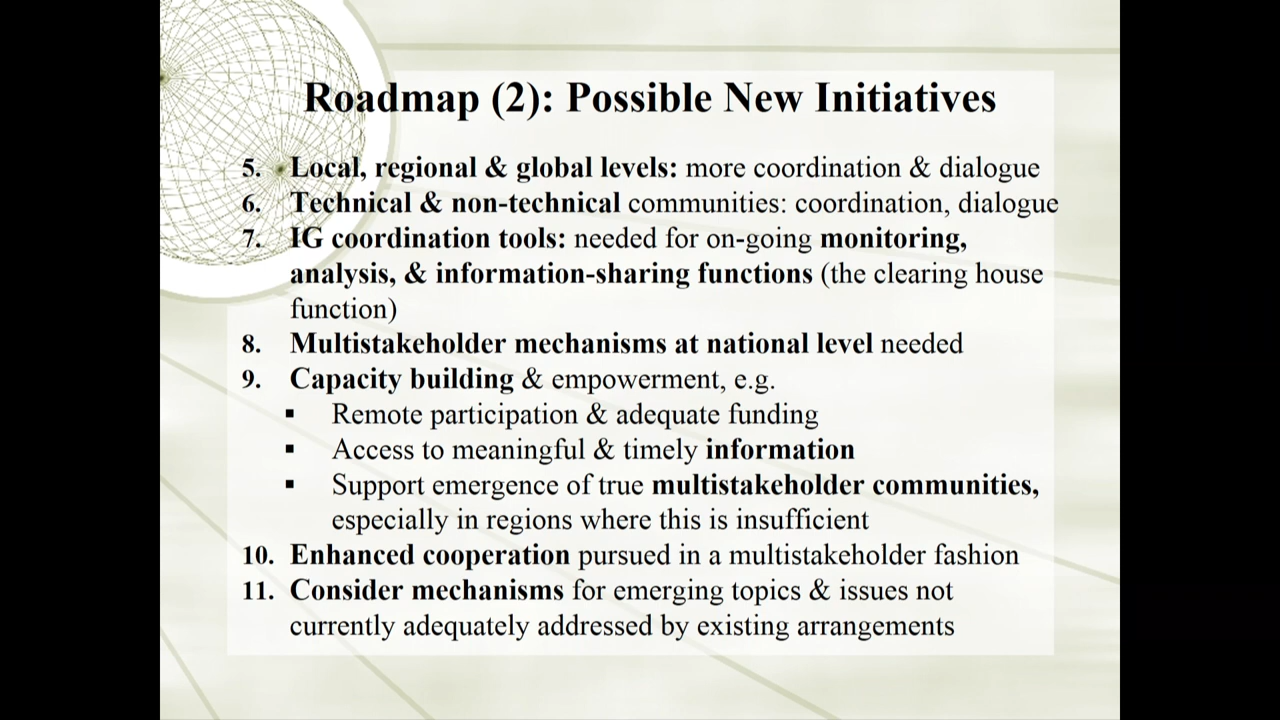 Roadmap (2): Possible New Initiatives
5. Local, regional & global levels: more coordination & dialogue
6. Technical & non-technical communities: coordination, dialogue
7. IG coordination tools: needed for on-going monitoring,
analysis, & information-sharing functions (the clearing house
function)
8. Multistakeholder mechanisms at national level needed
9. Capacity building & empowerment, e.g.
▪ Remote participation & adequate funding
▪ Access to meaningful & timely information
▪ Support emergence of true multistakeholder communities,
especially in regions where this is insufficient
10. Enhanced cooperation pursued in a multistakeholder fashion
11. Consider mechanisms for emerging topics & issues not
currently adequately addressed by existing arrangements